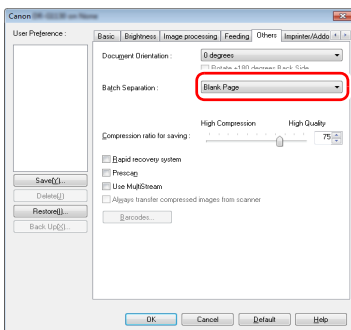 Canon on None
User Preference :
Basic Brightness Image processing Feeding Others Imprinter/Addo
Document Orientation : 0 degrees
Rotate +180 degrees Back Side
Batch Separation : Blank Page
High Compression High Quality
Compression ratio for saving : 75
Rapid recovery system
Prescan
Use MultiStream
Always transfer compressed images from scanner
Barcodes...
Save(Y)...
Delete(J)
Restore(I)...
Back Up(K)...
OK Cancel Default Help